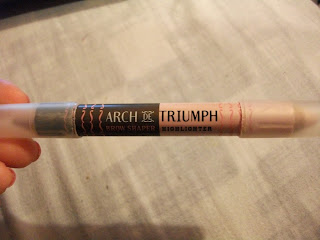 ARCH DE TRIUMPH
BROW SHAPER HIGHLIGHTER